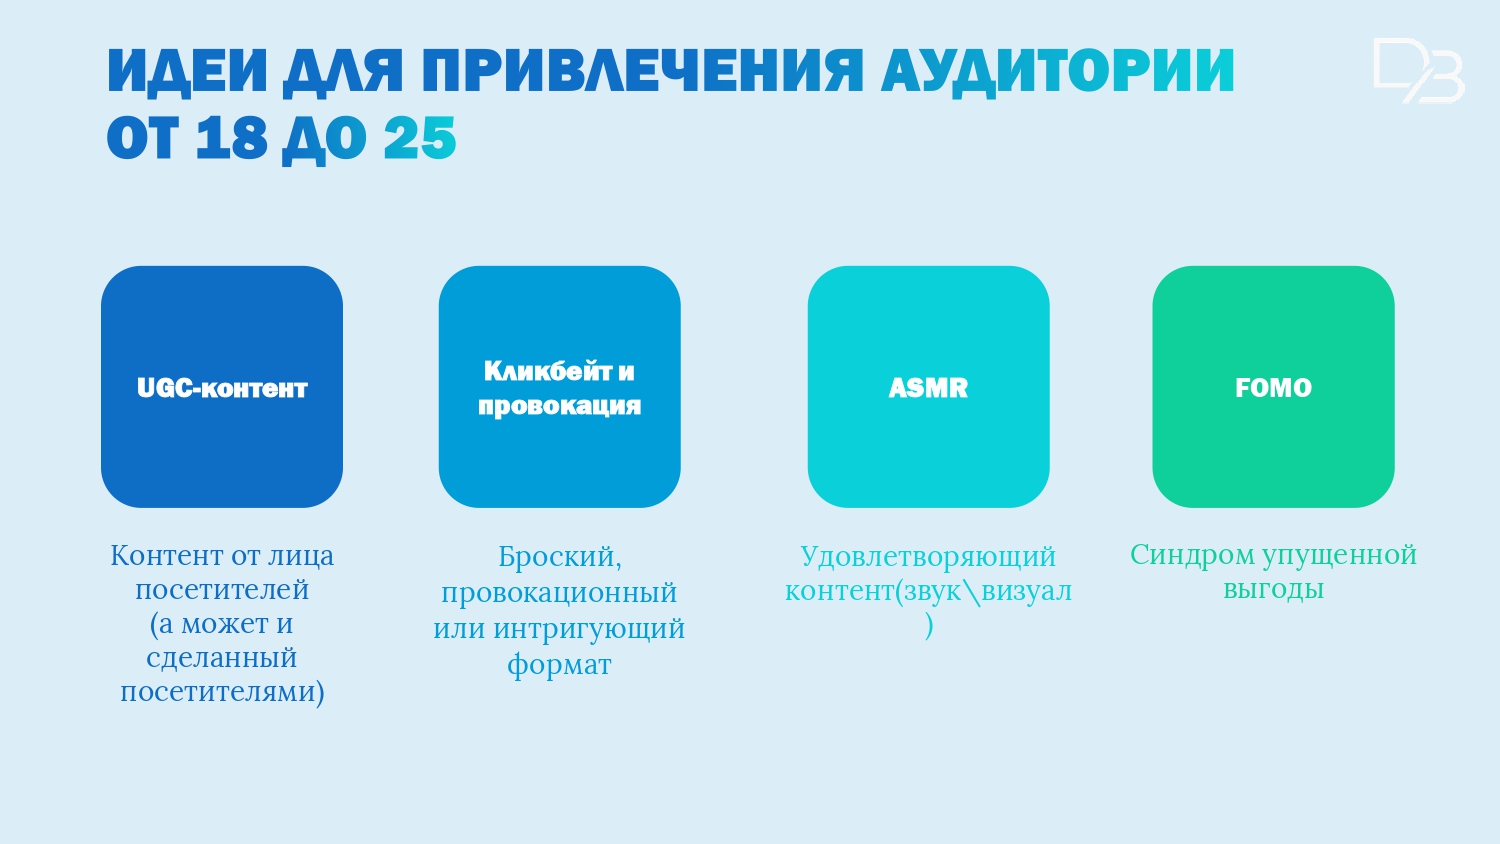 ИДЕИ ДЛЯ ПРИВЛЕЧЕНИЯ АУДИТОРИИ
ОТ 18 ДО 25
DB
UGC-контент
Кликбейт и
провокация
ASMR
FOMO
Контент от лица
посетителей
(а может и
сделанный
посетителями)
Броский,
провокационный
или интригующий
формат
Удовлетворяющий
контент(звук\визуал
)
Синдром упущенной
выгоды